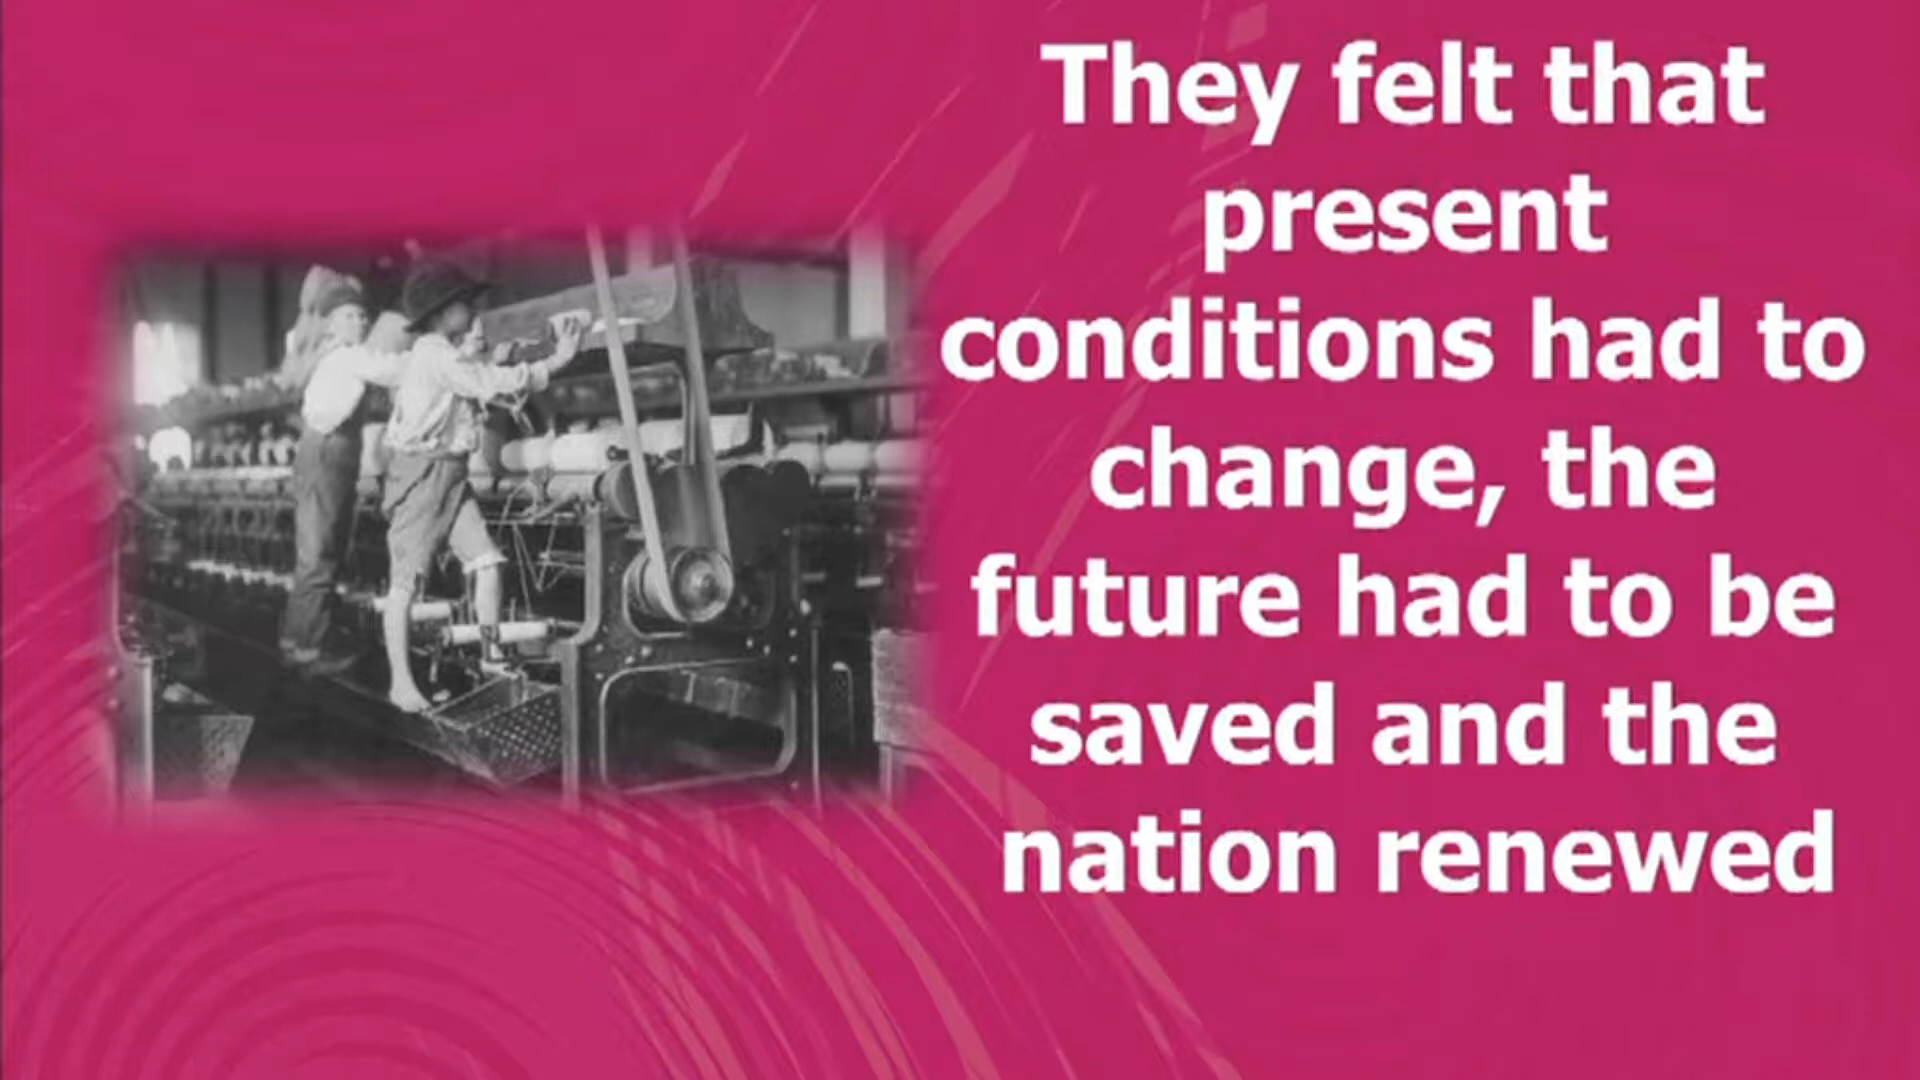 They felt that
present
conditions had to
change, the
future had to be
saved and the
nation renewed